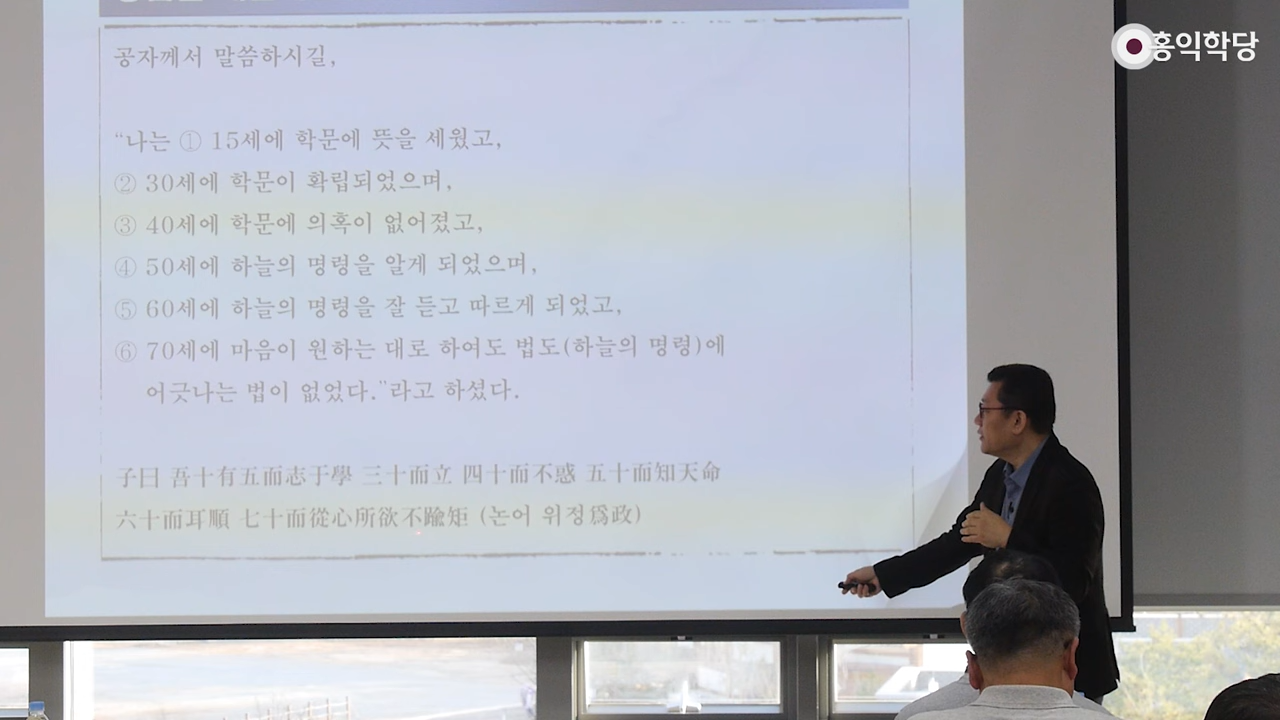 홍익학당
공자께서 말씀하시길,
“나는 ① 15세에 학문에 뜻을 세웠고,
② 30세에 학문이 확립되었으며,
③ 40세에 학문에 의혹이 없어졌고,
④ 50세에 하늘의 명령을 알게 되었으며,
⑤ 60세에 하늘의 명령을 잘 듣고 따르게 되었고,
⑥ 70세에 마음이 원하는 대로 하여도 법도(하늘의 명령)에
어긋나는 법이 없었다.”라고 하셨다.
子曰 吾十有五而志于學 三十而立 四十而不惑 五十而知天命
六十而耳順 七十而從心所欲不踰矩 (논어 위정爲政)